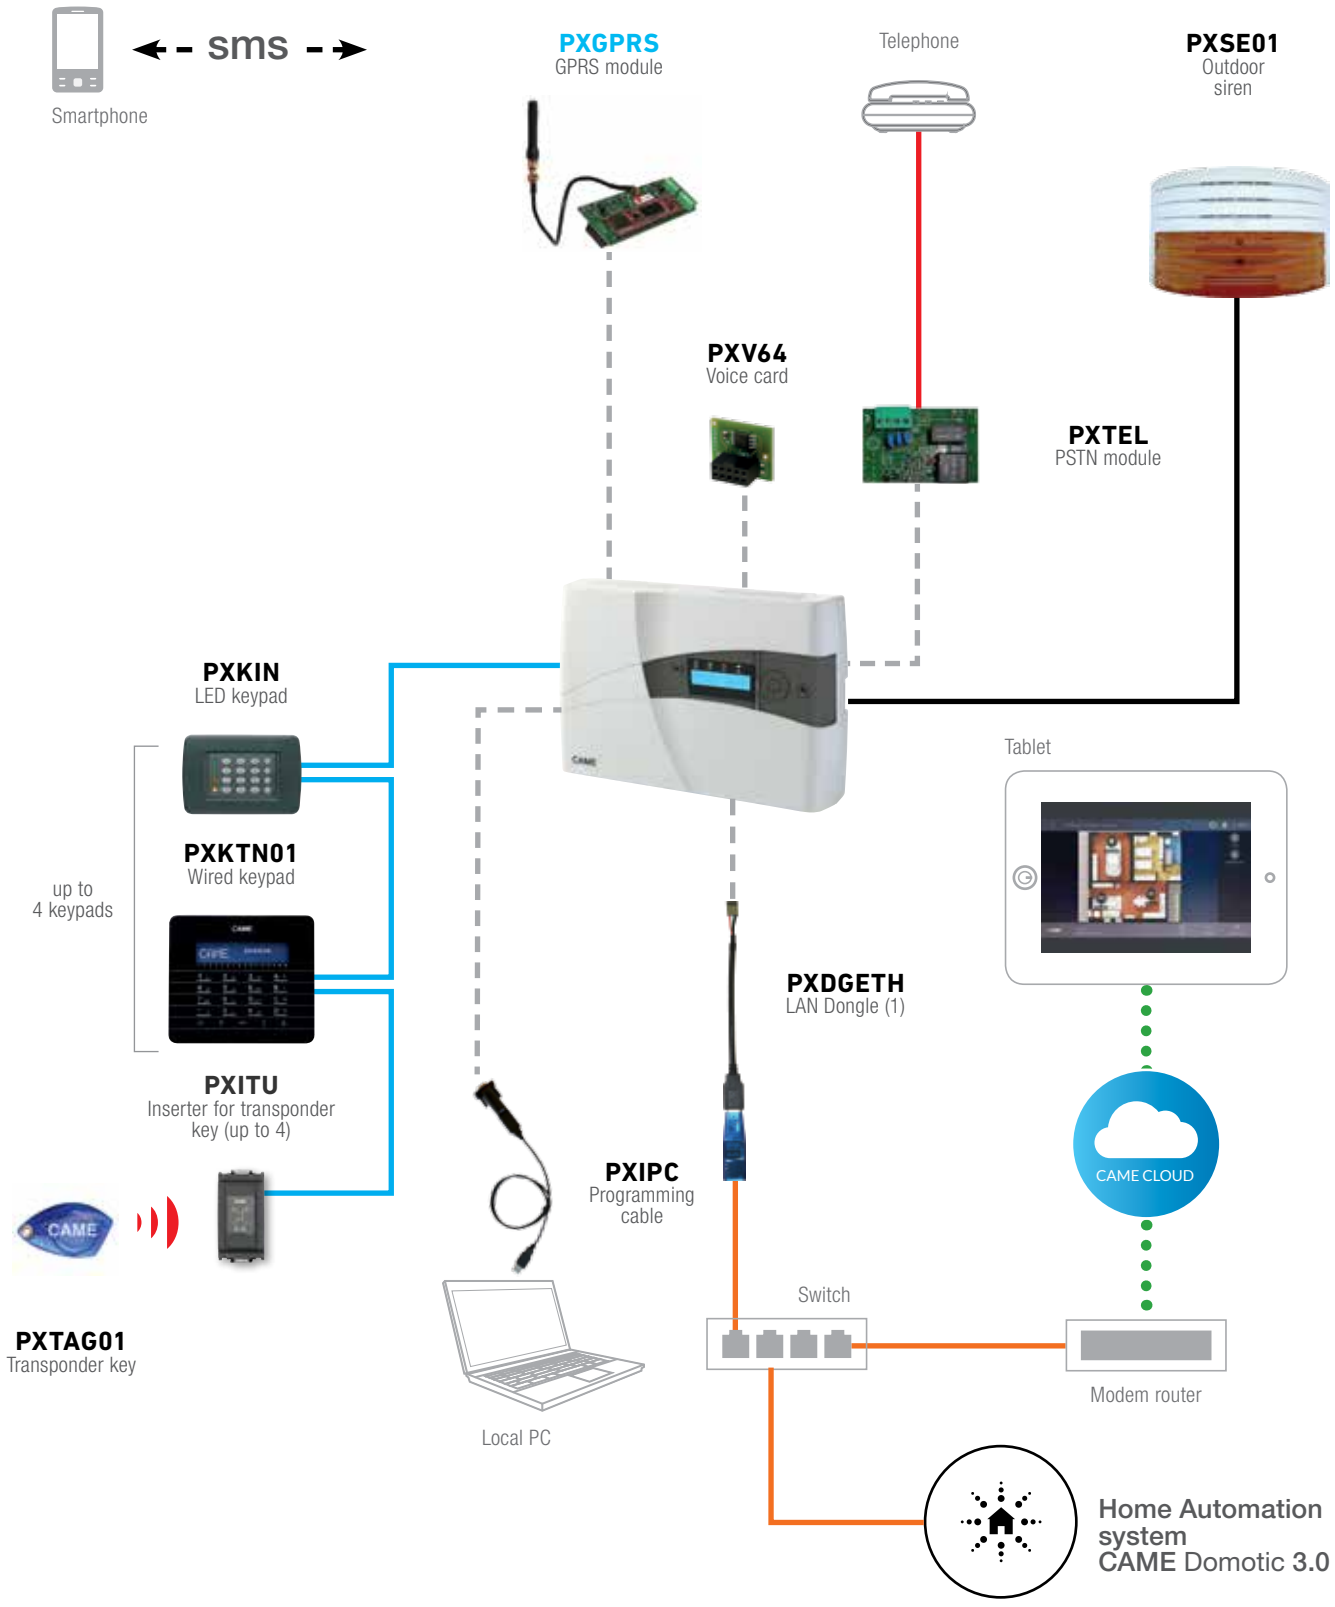 sms
Smartphone
PXGPRS
GPRS module
Telephone
PXSE01
Outdoor
siren
PXV64
Voice card
PXTEL
PSTN module
PXKIN
LED keypad
CAME
Tablet
PXKTN01
Wired keypad
up to
4 keypads
CAME
CAME
PXDGETH
LAN Dongle (1)
PXITU
Inserter for transponder
key (up to 4)
CAME CLOUD
PXIPC
Programming
cable
CAME
Switch
PXTAG01
Transponder key
Modem router
Local PC
Home Automation
system
CAME Domotic 3.0